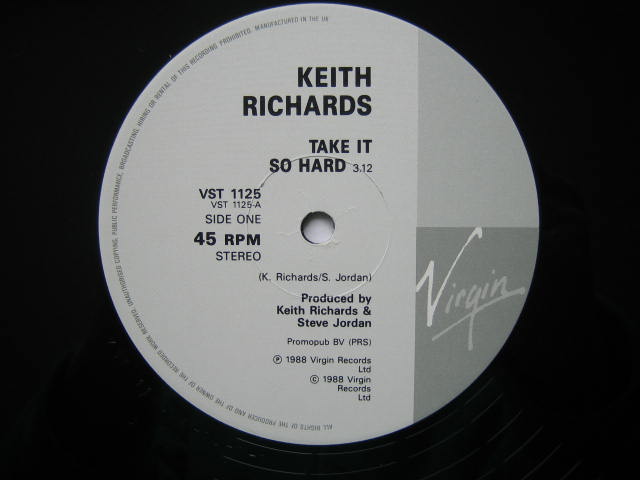 ALL RIGHTS OF THE PRODUCER AND OF THE OWNER OF THE RECORDED WORK RESERVED. UNAUTHORISED COPYING, PUBLIC PERFORMANCE, BROADCASTING, HIRING OR RENTAL OF THIS RECORDING PROHIBITED. MANUFACTURED IN THE UK
KEITH
RICHARDS
TAKE IT
SO HARD 3.12
VST 1125
VST 1125-A
SIDE ONE
45 RPM
STEREO
(K. Richards/S. Jordan)
Produced by
Keith Richards &
Steve Jordan
Promopub BV (PRS)
℗ 1988 Virgin Records
Ltd
© 1988 Virgin
Records
Ltd
Virgin